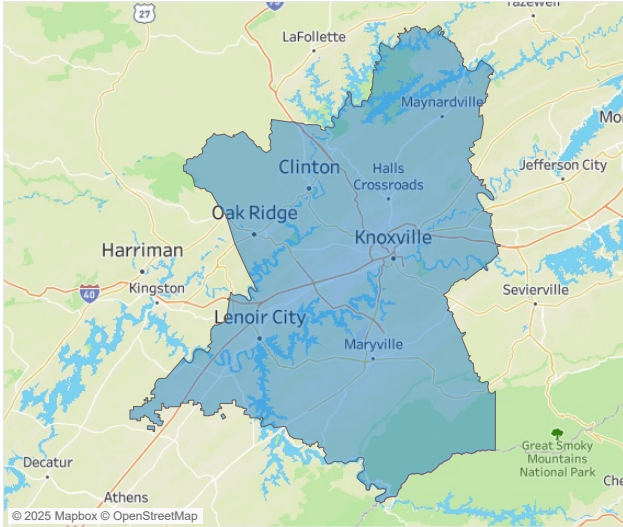 Tazewell
27
LaFollette
Maynardville
Clinton
Halls
Crossroads
Jefferson City
Oak Ridge
Knoxville
Harriman
40
Kingston
Sevierville
Lenoir City
Maryville
Great Smoky
Mountains
National Park
Decatur
Athens
© 2025 Mapbox © OpenStreetMap